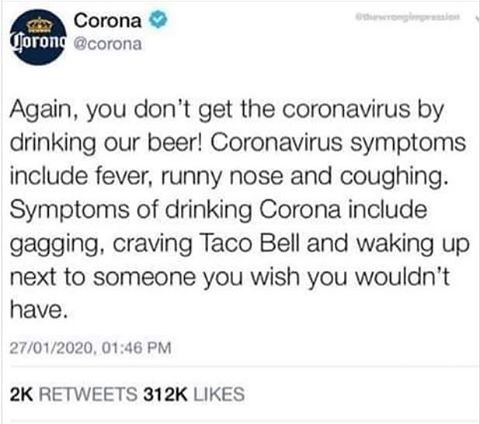 Corona
@thewrongimpression
Corona @corona
Again, you don't get the coronavirus by
drinking our beer! Coronavirus symptoms
include fever, runny nose and coughing.
Symptoms of drinking Corona include
gagging, craving Taco Bell and waking up
next to someone you wish you wouldn't
have.
27/01/2020, 01:46 PM
2K RETWEETS 312K LIKES